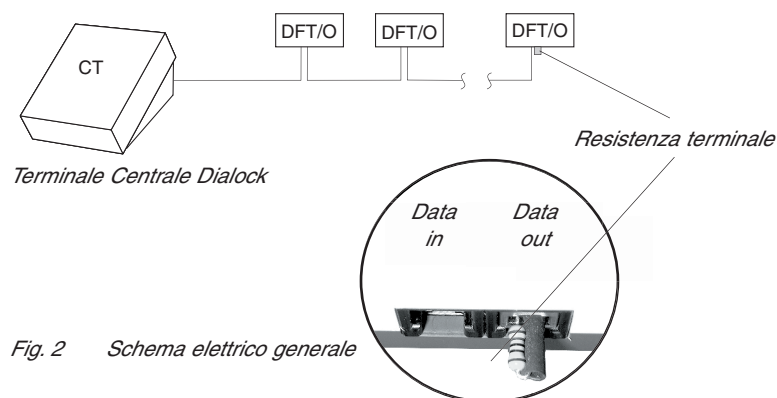 DFT/O DFT/O DFT/O
CT
Resistenza terminale
Terminale Centrale Dialock
Data Data
in out
Fig. 2 Schema elettrico generale